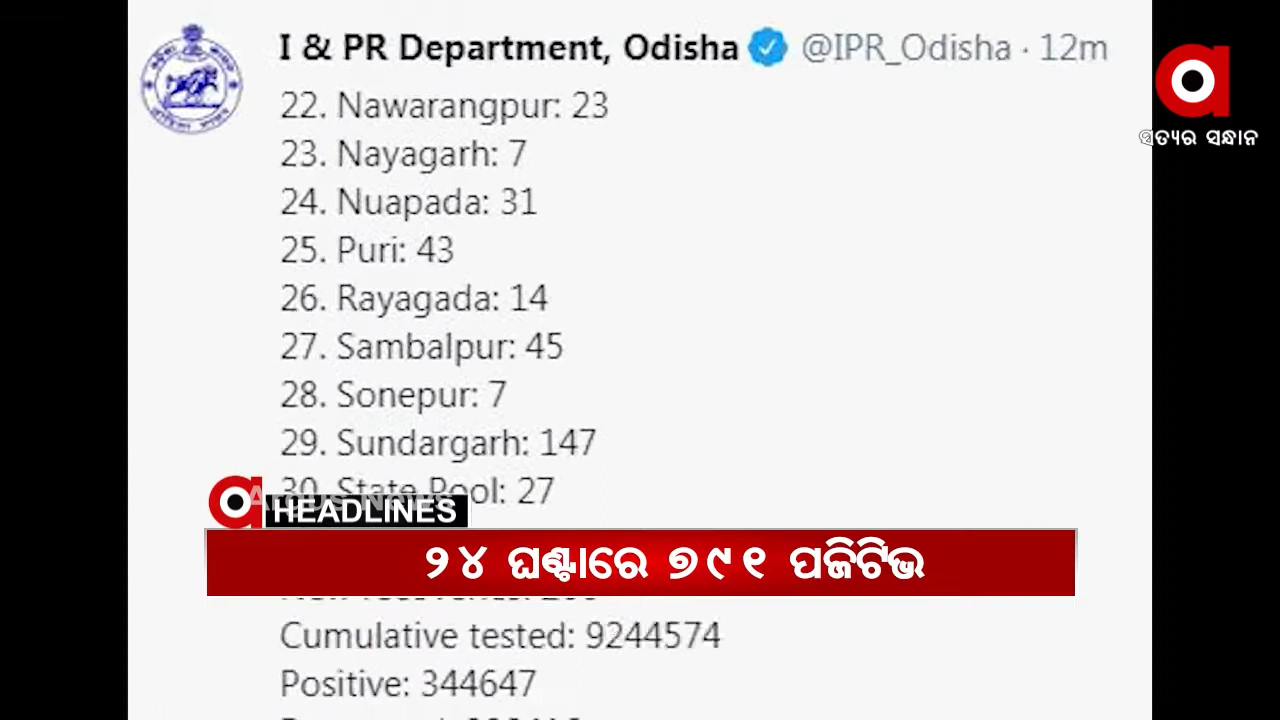 I & PR Department, Odisha @IPR_Odisha · 12m
ସତ୍ୟର ସନ୍ଧାନ
22. Nawarangpur: 23
23. Nayagarh: 7
24. Nuapada: 31
25. Puri: 43
26. Rayagada: 14
27. Sambalpur: 45
28. Sonepur: 7
29. Sundargarh: 147
30. State Pool: 27
HEADLINES
୨୪ ଘଣ୍ଟାରେ ୭୯୧ ପଜିଟିଭ
Cumulative tested: 9244574
Positive: 344647